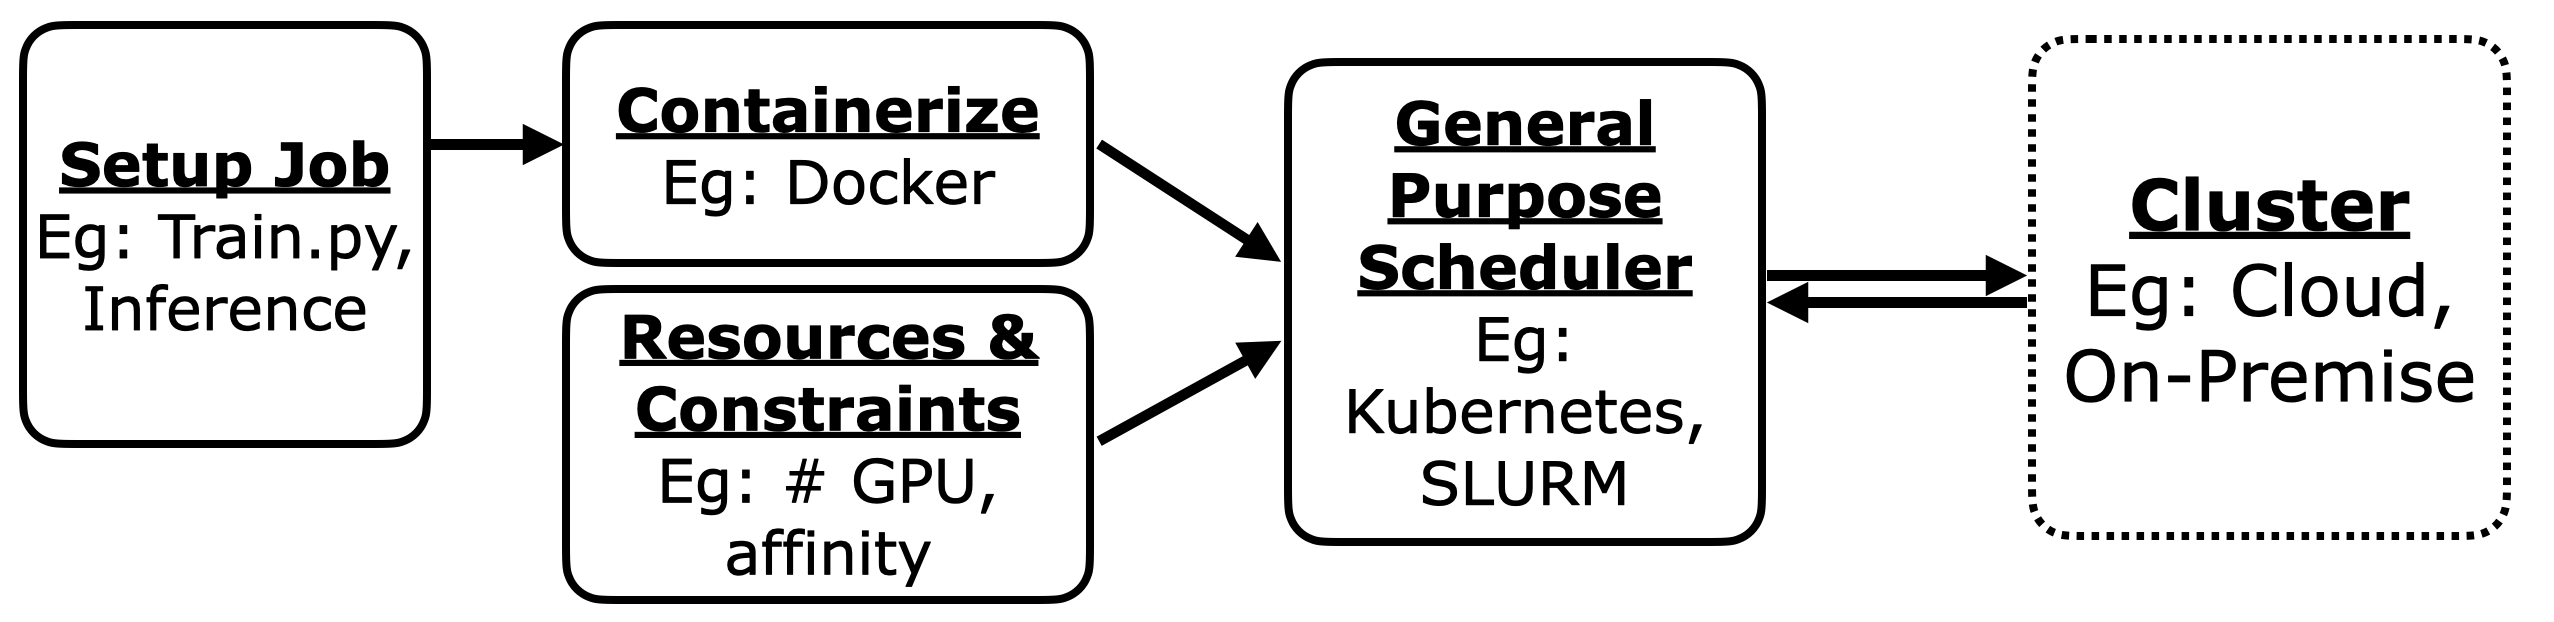 Setup Job
Eg: Train.py,
Inference
Containerize
Eg: Docker
Resources &
Constraints
Eg: # GPU,
affinity
General
Purpose
Scheduler
Eg:
Kubernetes,
SLURM
Cluster
Eg: Cloud,
On-Premise